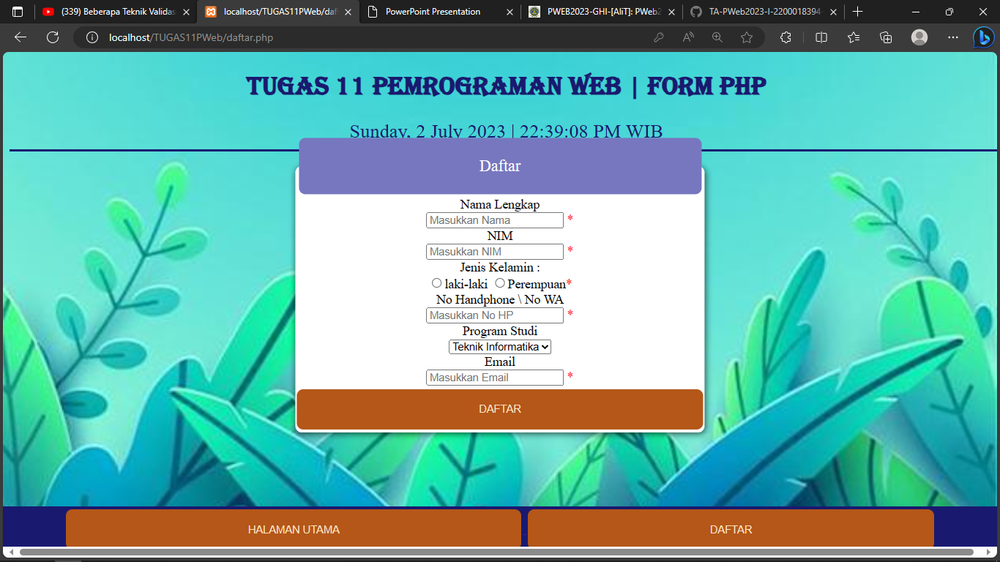 (339) Beberapa Teknik Validas
localhost/TUGAS11PWeb/daf
PowerPoint Presentation
PWEB2023-GHI-[AliT]: PWeb2
TA-PWeb2023-I-2200018394-
localhost/TUGAS11PWeb/daftar.php
TUGAS 11 PEMROGRAMAN WEB | FORM PHP
Sunday, 2 July 2023 | 22:39:08 PM WIB
Daftar
Nama Lengkap
Masukkan Nama *
NIM
Masukkan NIM *
Jenis Kelamin :
laki-laki Perempuan*
No Handphone \ No WA
Masukkan No HP *
Program Studi
Teknik Informatika
Email
Masukkan Email *
DAFTAR
HALAMAN UTAMA DAFTAR